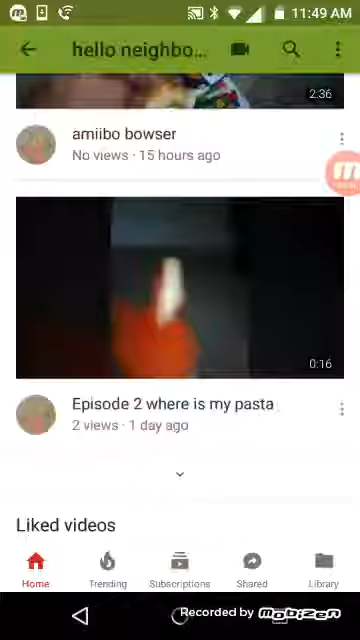 11:49 AM
hello neighbo...
2:36
amiibo bowser
No views · 15 hours ago
0:16
Episode 2 where is my pasta
2 views · 1 day ago
Liked videos
Home
Trending
Subscriptions
Shared
Library
Recorded by mobizen